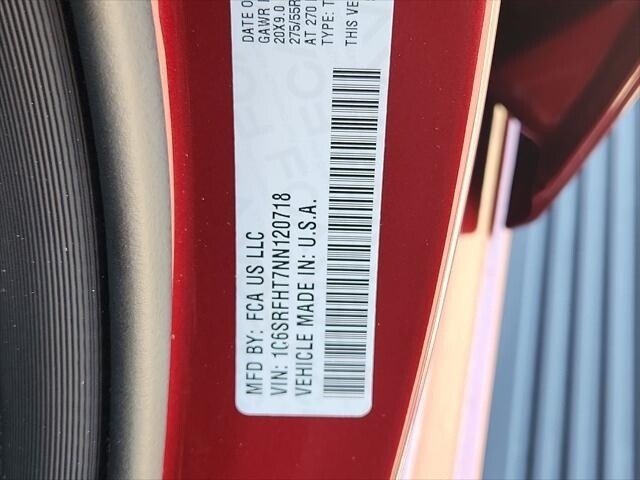 MFD BY: FCA US LLC
DATE O
GAWR
20X9.0
275/55R
AT 270
VIN: 1C6SRFHT7NN120718
TYPE: T
VEHICLE MADE IN: U.S.A.
THIS VE